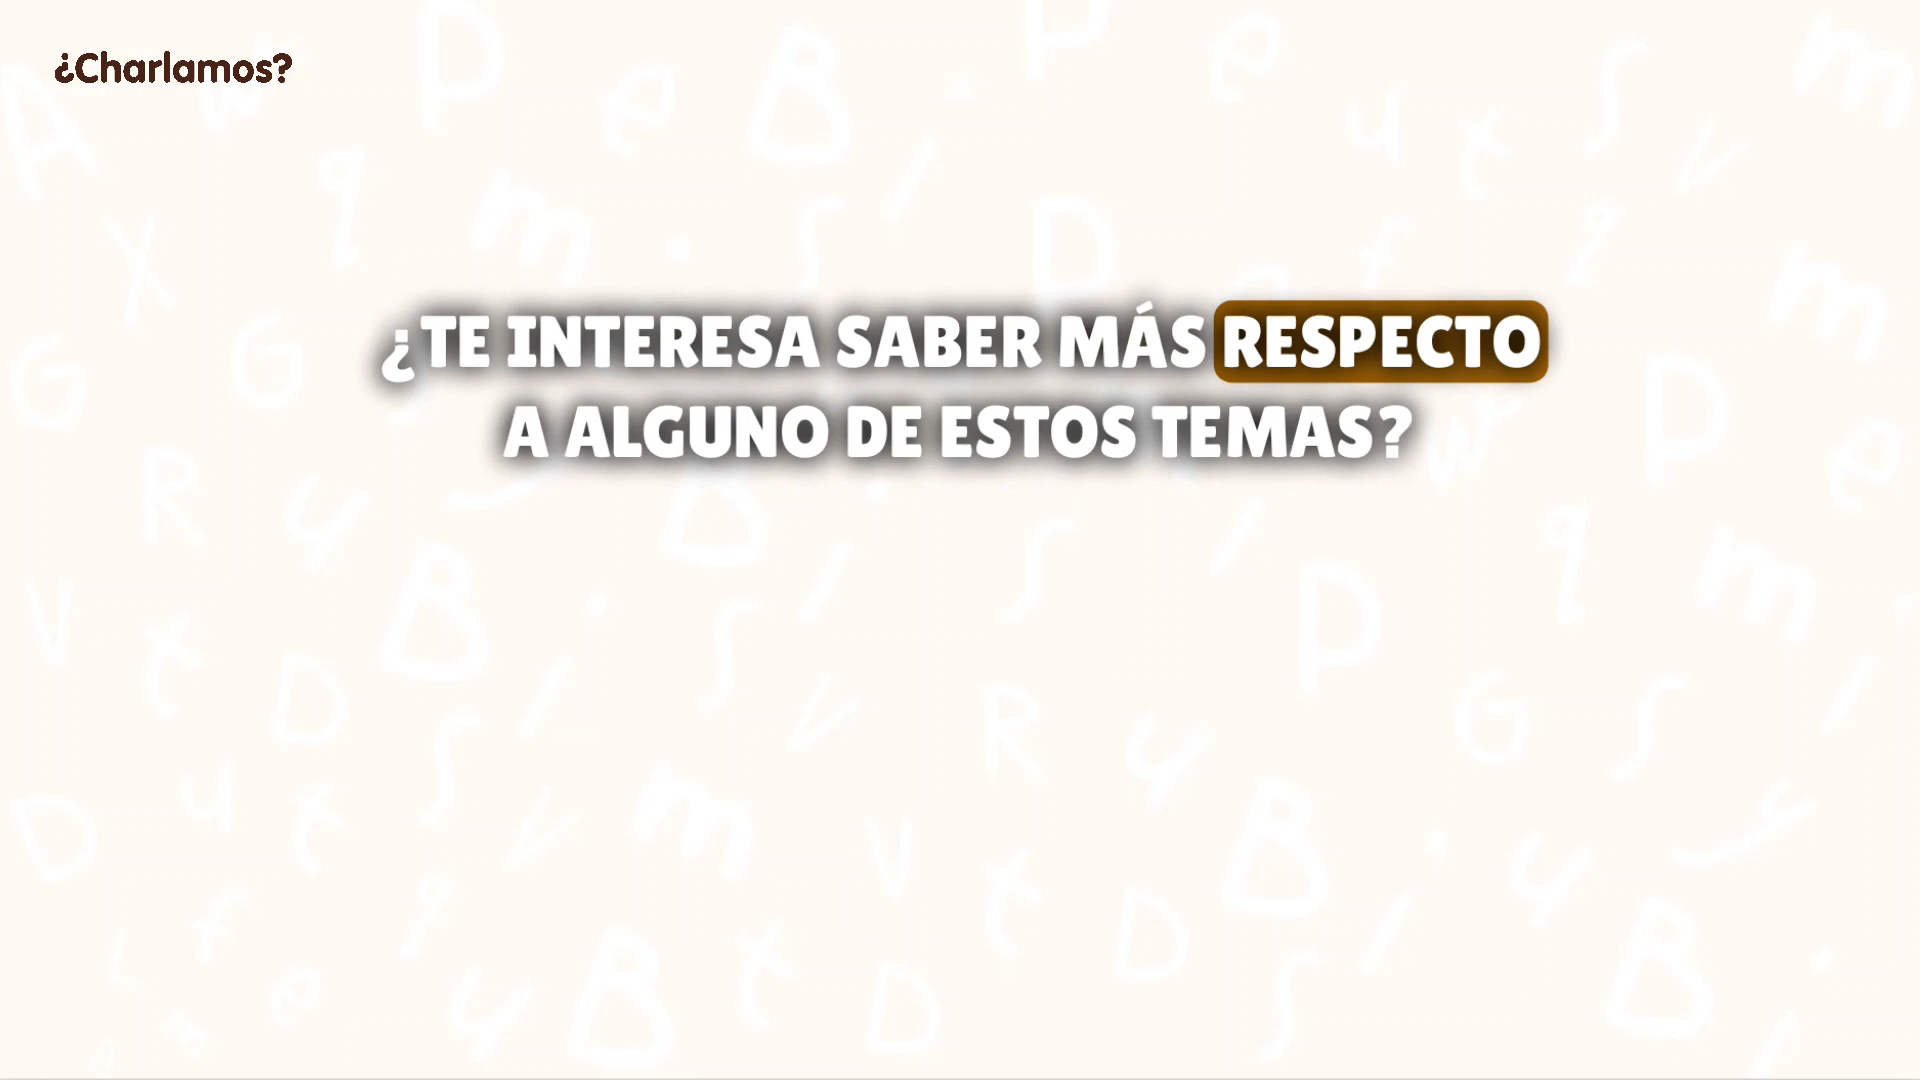 ¿Charlamos?
¿TE INTERESA SABER MÁS RESPECTO
A ALGUNO DE ESTOS TEMAS?